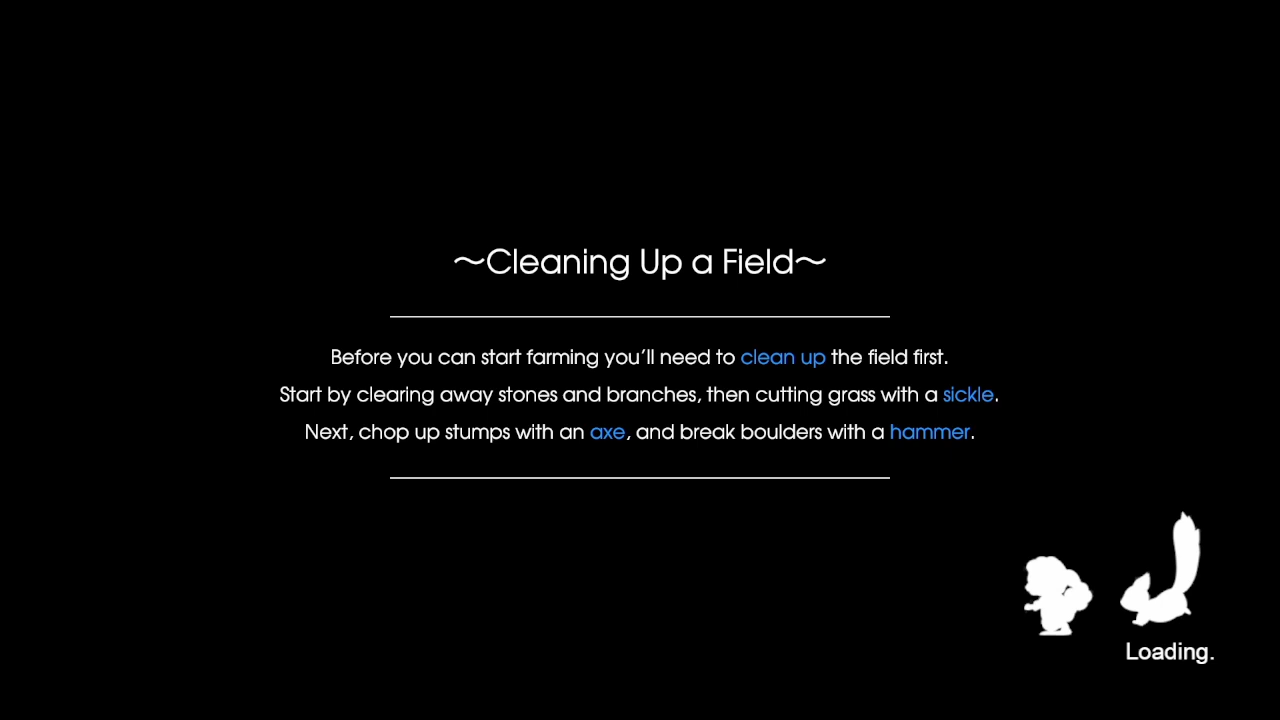 ～Cleaning Up a Field～
Before you can start farming you'll need to clean up the field first.
Start by clearing away stones and branches, then cutting grass with a sickle.
Next, chop up stumps with an axe, and break boulders with a hammer.
Loading.